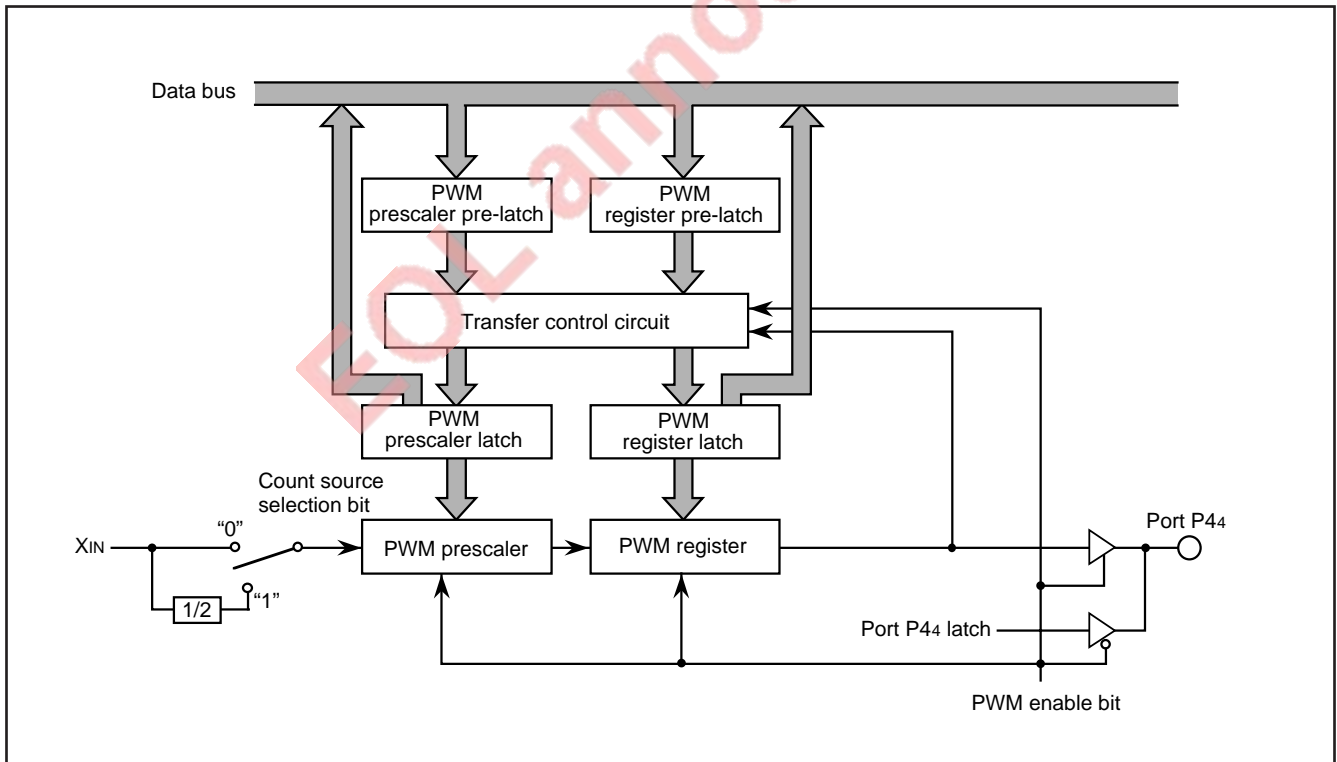 EOL anno
Data bus
PWM
prescaler pre-latch
PWM
register pre-latch
Transfer control circuit
PWM
prescaler latch
PWM
register latch
Count source
selection bit
XIN
“0”
“1”
1/2
PWM prescaler
PWM register
Port P44
Port P44 latch
PWM enable bit